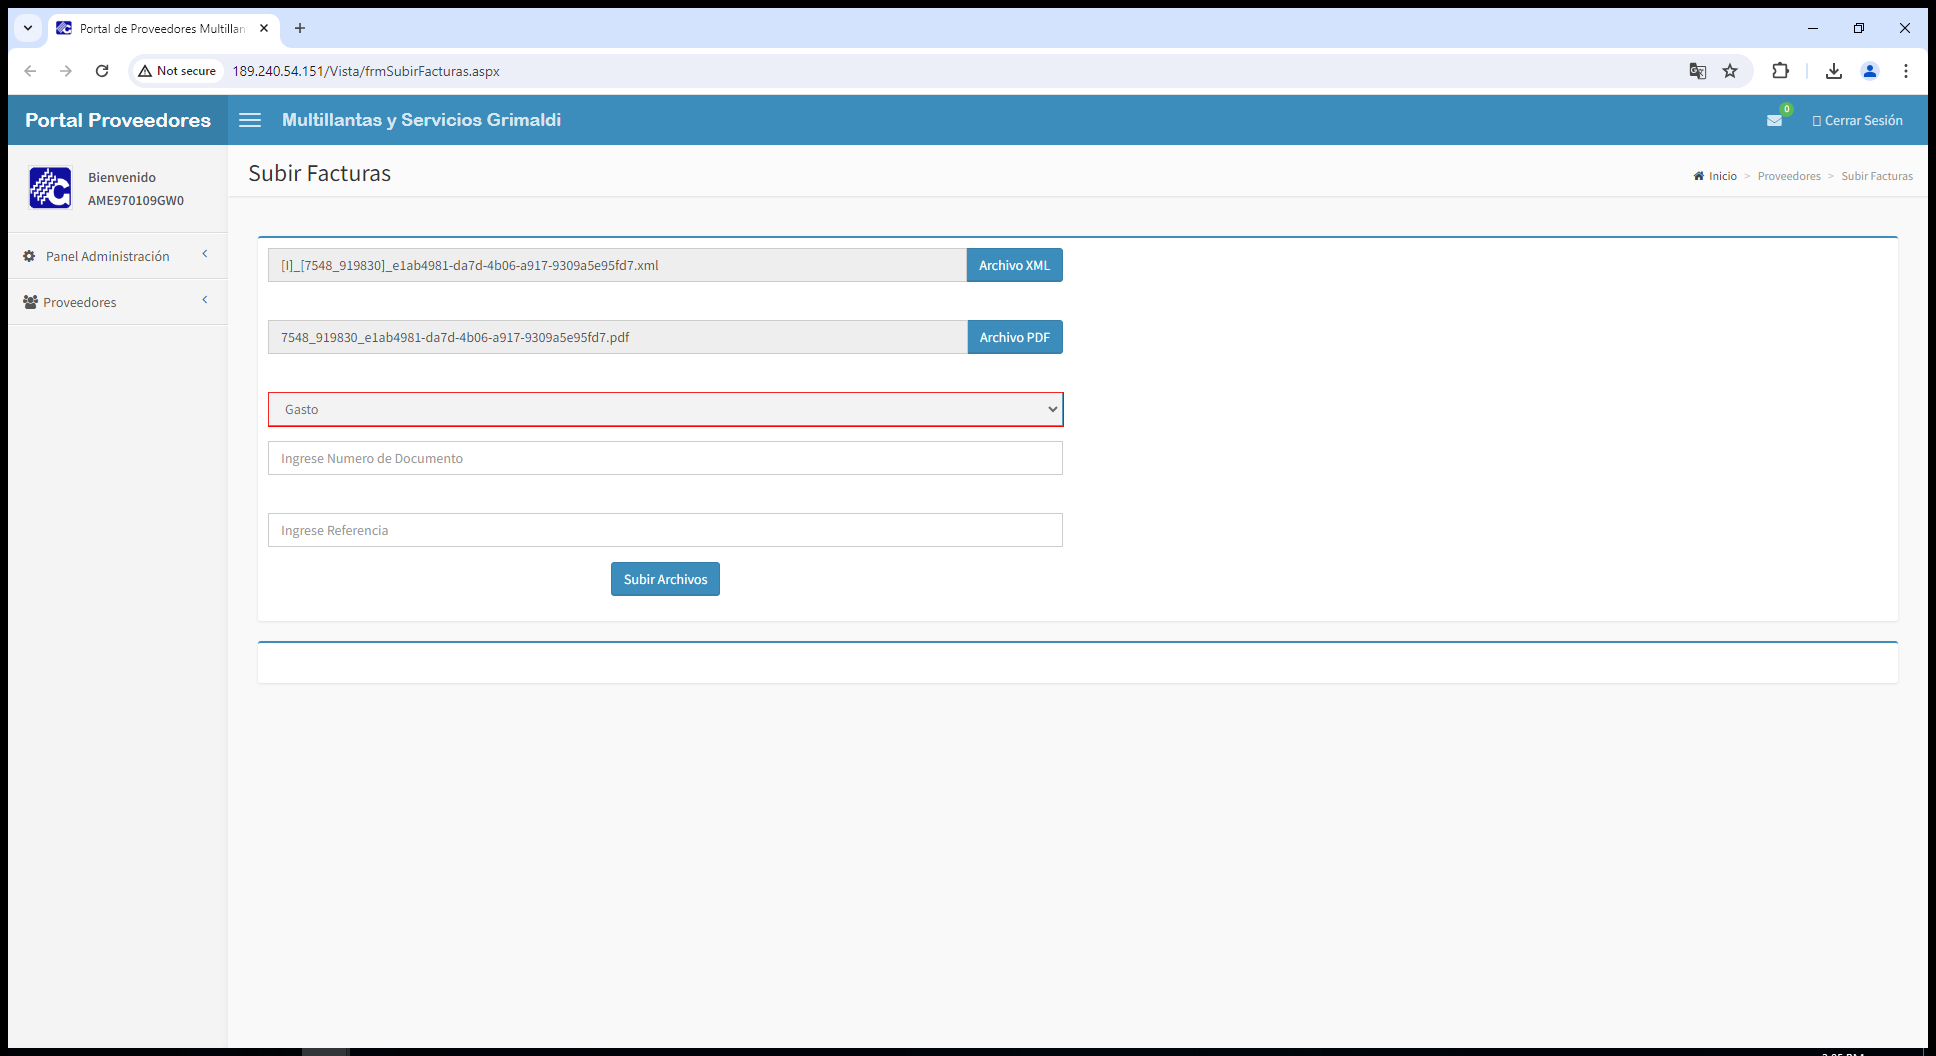 Portal de Proveedores Multillan
Not secure
189.240.54.151/Vista/frmSubirFacturas.aspx
Portal Proveedores
Multillantas y Servicios Grimaldi
0
Cerrar Sesión
Bienvenido
AME970109GW0
Subir Facturas
Inicio > Proveedores > Subir Facturas
Panel Administración
Proveedores
[I]_[7548_919830]_e1ab4981-da7d-4b06-a917-9309a5e95fd7.xml
Archivo XML
7548_919830_e1ab4981-da7d-4b06-a917-9309a5e95fd7.pdf
Archivo PDF
Gasto
Ingrese Numero de Documento
Ingrese Referencia
Subir Archivos